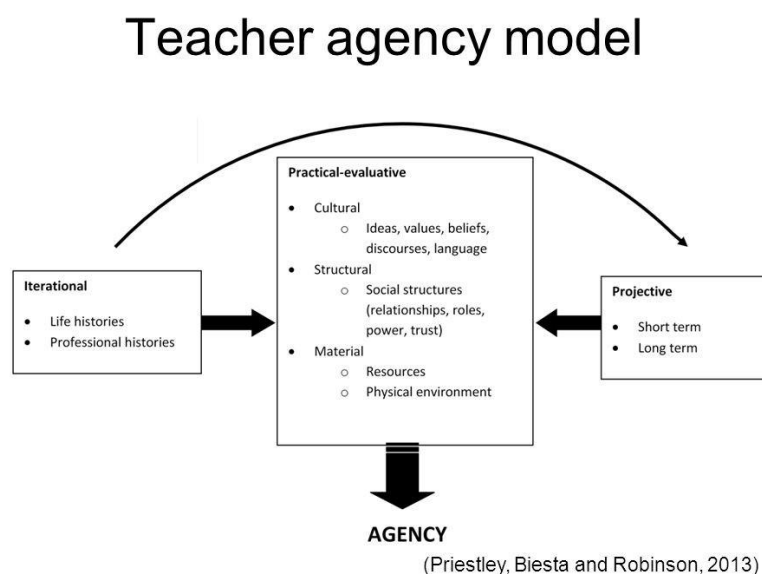 Teacher agency model
Practical-evaluative
• Cultural
o Ideas, values, beliefs,
discourses, language
• Structural
o Social structures
(relationships, roles,
power, trust)
• Material
o Resources
o Physical environment
Iterational
• Life histories
• Professional histories
Projective
• Short term
• Long term
AGENCY
(Priestley, Biesta and Robinson, 2013)